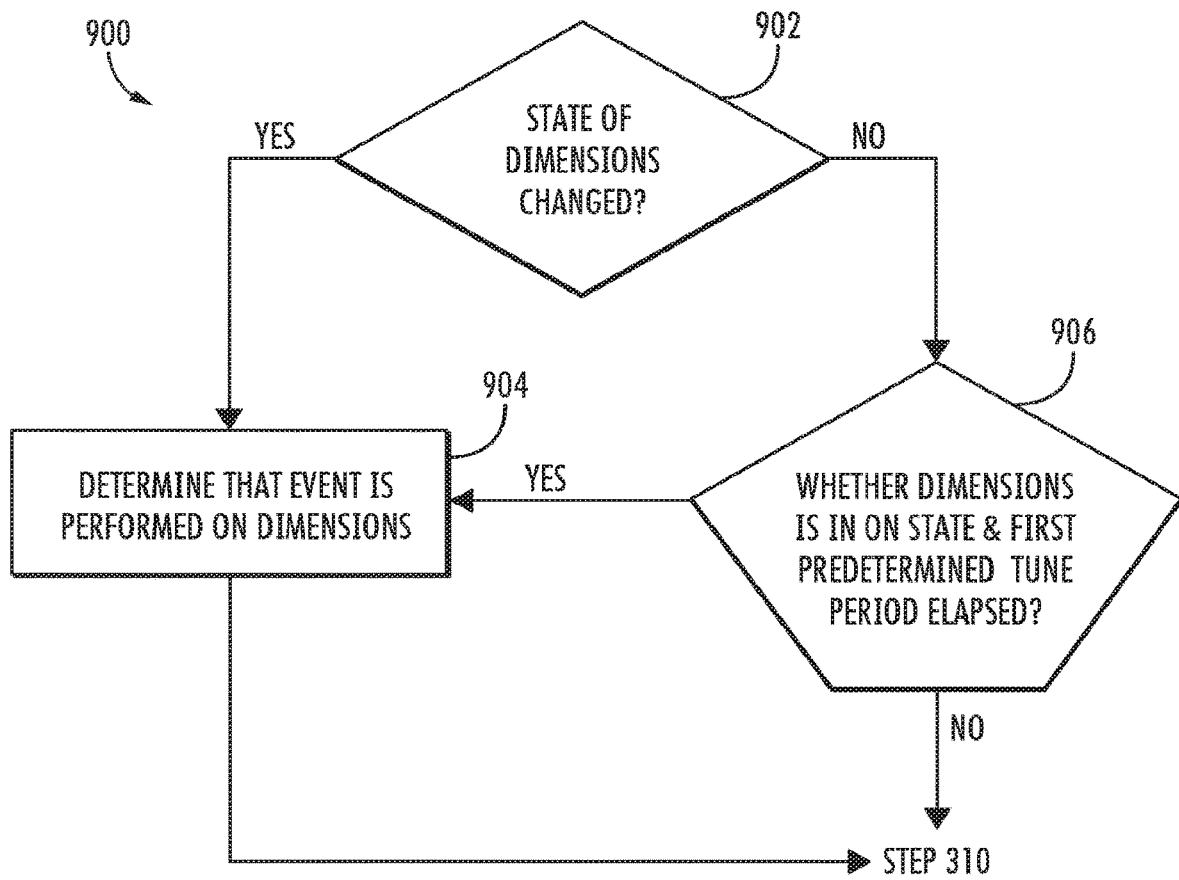 900
902
STATE OF
DIMENSIONS
CHANGED?
YES
NO
906
904
DETERMINE THAT EVENT IS
PERFORMED ON DIMENSIONS
YES
WHETHER DIMENSIONS
IS IN ON STATE & FIRST
PREDETERMINED TUNE
PERIOD ELAPSED?
NO
STEP 310